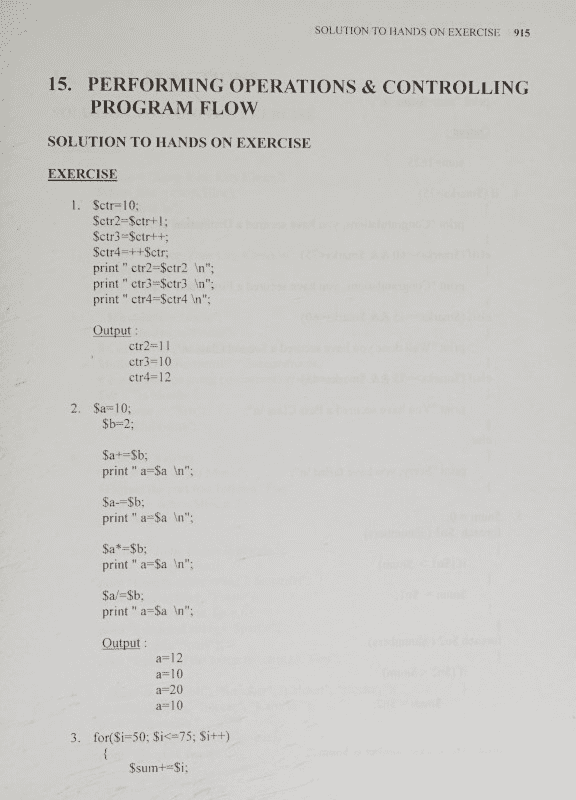 SOLUTION TO HANDS ON EXERCISE 915
15. PERFORMING OPERATIONS & CONTROLLING
PROGRAM FLOW
SOLUTION TO HANDS ON EXERCISE
EXERCISE
1. $ctr=10;
$ctr2=$ctr+1;
$ctr3=$ctr++;
$ctr4=++$ctr;
print " ctr2=$ctr2 \n";
print " ctr3=$ctr3 \n";
print " ctr4=$ctr4 \n";
Output :
ctr2=11
ctr3=10
ctr4=12
2. $a=10;
$b=2;
$a+=$b;
print " a=$a \n";
$a-=$b;
print " a=$a \n";
$a*=$b;
print " a=$a \n";
$a/=$b;
print " a=$a \n";
Output :
a=12
a=10
a=20
a=10
3. for($i=50; $i<=75; $i++)
{
$sum+=$i;